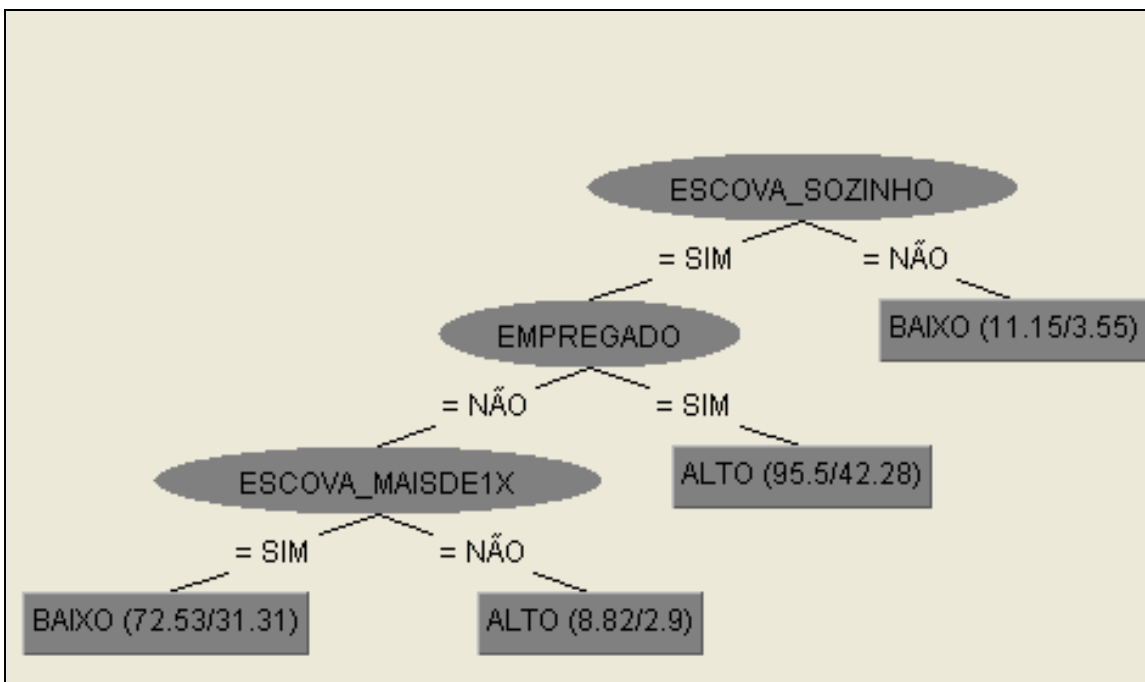 ESCOVA_SOZINHO
= SIM
= NÃO
EMPREGADO
BAIXO (11.15/3.55)
= NÃO
= SIM
ESCOVA_MAISDE1X
ALTO (95.5/42.28)
= SIM
= NÃO
BAIXO (72.53/31.31)
ALTO (8.82/2.9)